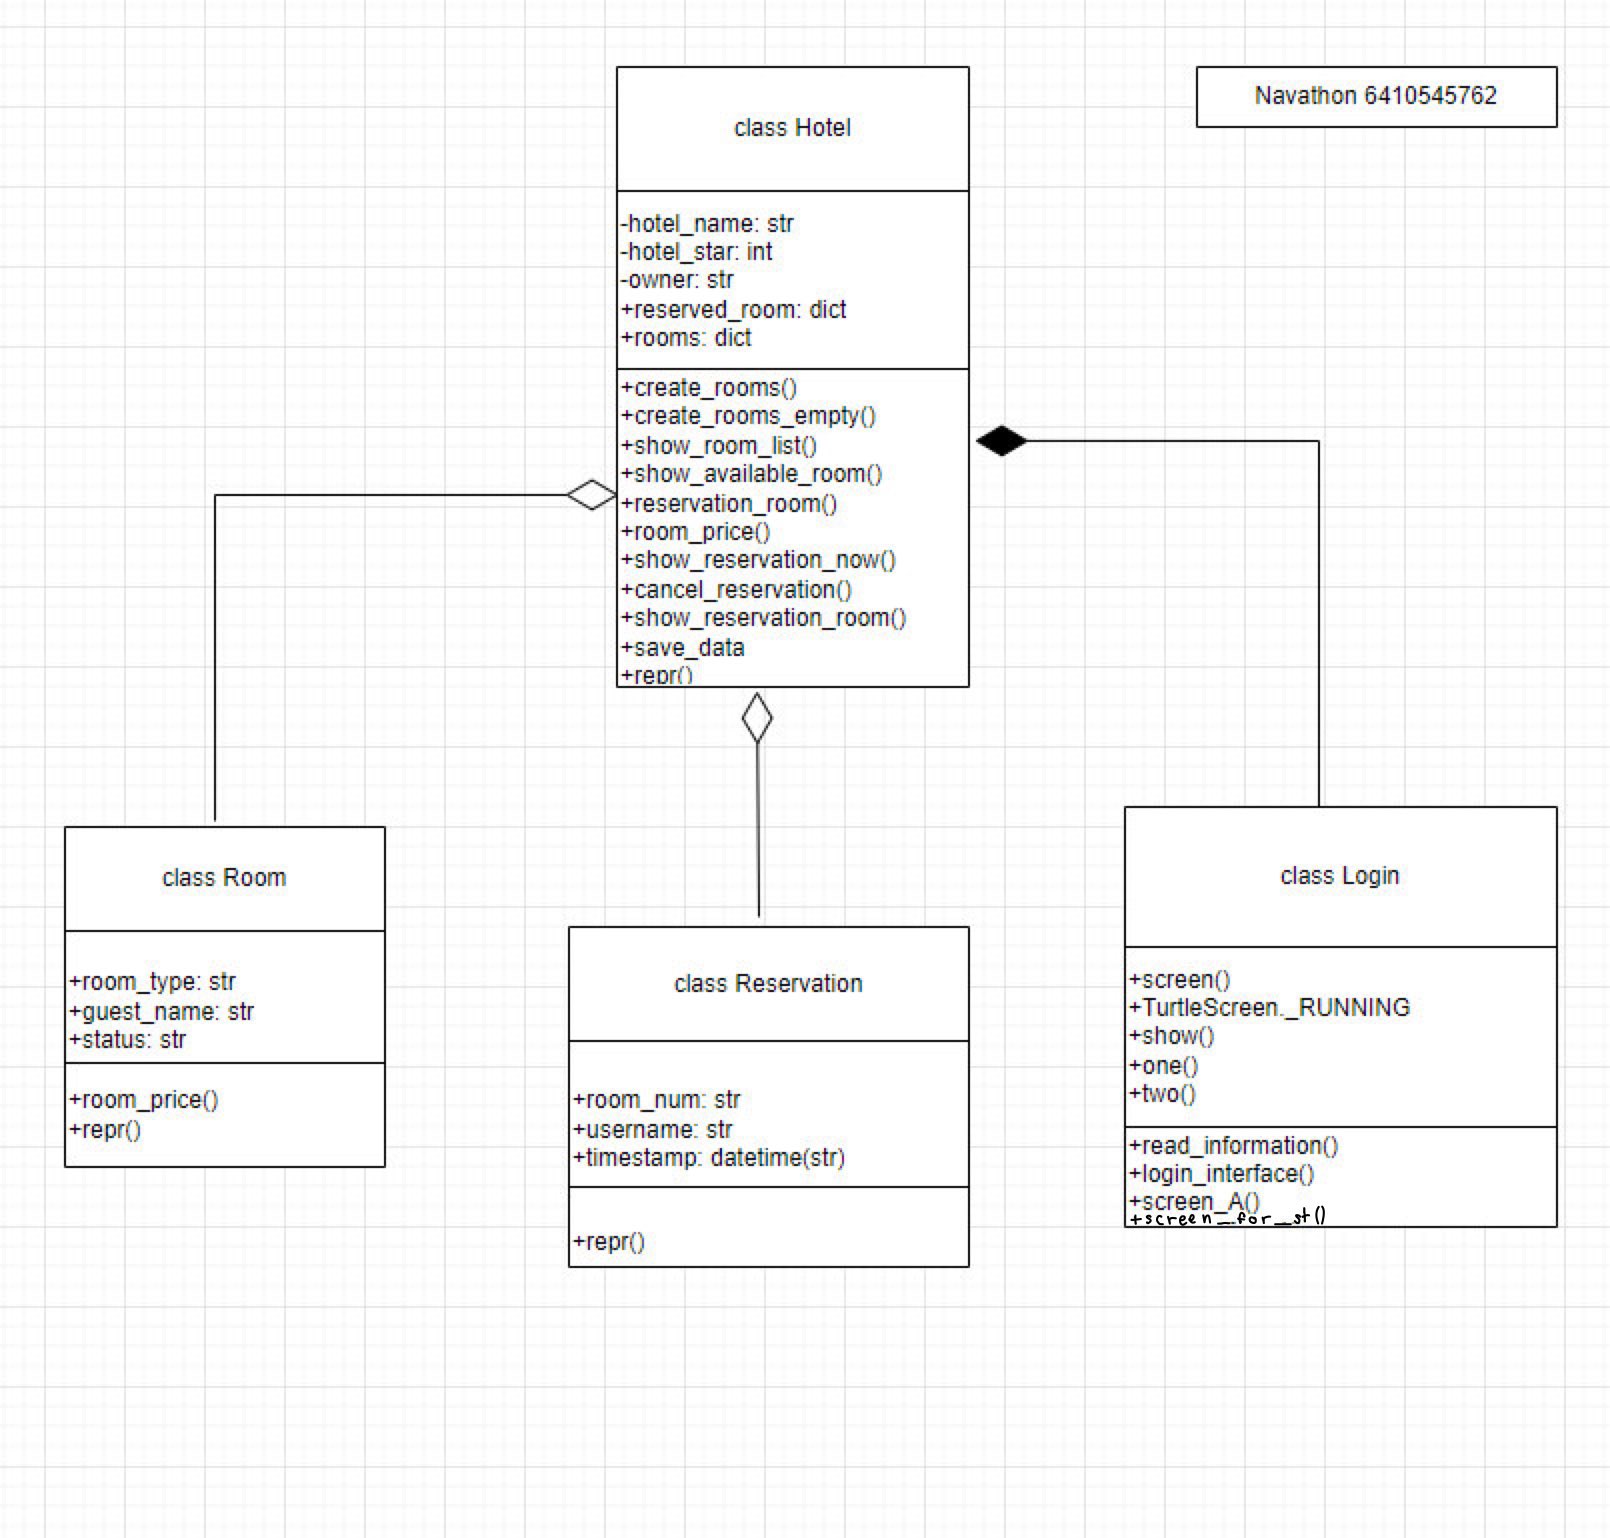 class Hotel
-hotel_name: str
-hotel_star: int
-owner: str
+reserved_room: dict
+rooms: dict
+create_rooms()
+create_rooms_empty()
+show_room_list()
+show_available_room()
+reservation_room()
+room_price()
+show_reservation_now()
+cancel_reservation()
+show_reservation_room()
+save_data
+repr()
Navathon 6410545762
class Room
+room_type: str
+guest_name: str
+status: str
+room_price()
+repr()
class Reservation
+room_num: str
+username: str
+timestamp: datetime(str)
+repr()
class Login
+screen()
+TurtleScreen._RUNNING
+show()
+one()
+two()
+read_information()
+login_interface()
+screen_A()
+screen_for_st()